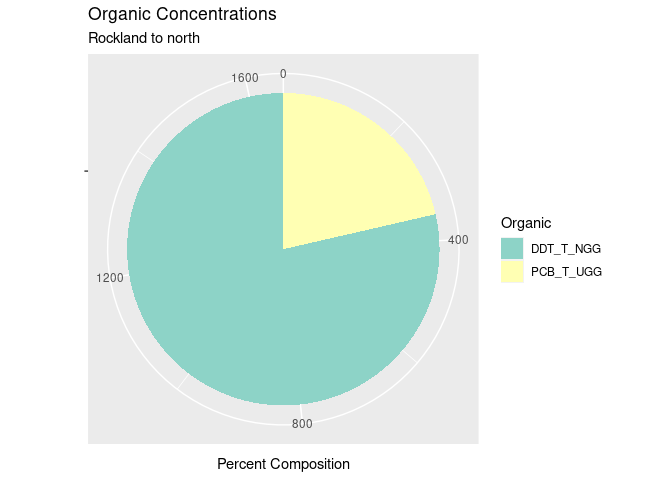 Organic Concentrations
Rockland to north
1600
0
400
1200
800
-
Percent Composition
Organic
DDT_T_NGG
PCB_T_UGG